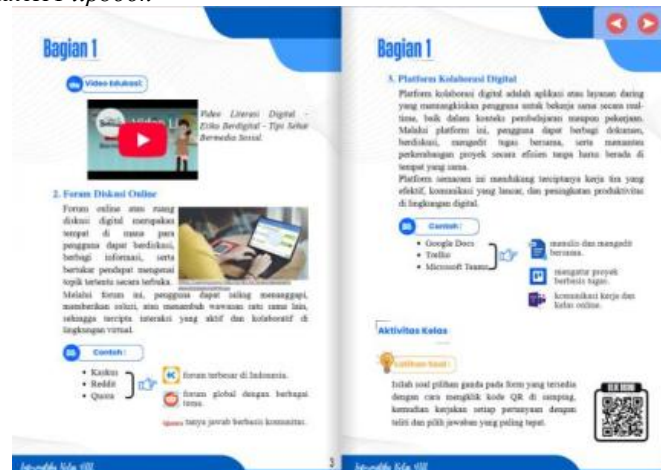 Bagian 1
Video Edukasi:
Video Literasi Digital -
Etika Berdigital - Tips Sehat
Bermedia Sosial.
2. Forum Diskusi Online
Forum online atau ruang
diskusi digital merupakan
tempat di mana para
pengguna dapat berdiskusi,
berbagi informasi, serta
bertukar pendapat mengenai
topik tertentu secara terbuka.
Melalui forum ini, pengguna dapat saling menanggapi,
memberikan solusi, atau menambah wawasan satu sama lain,
sehingga tercipta interaksi yang aktif dan kolaboratif di
lingkungan virtual.
Contoh:
Kaskus
Reddit
Quora
forum terbesar di Indonesia.
forum global dengan berbagai
tema.
Quora tanya jawab berbasis komunitas.
Bagian 1
3. Platform Kolaborasi Digital
Platform kolaborasi digital adalah aplikasi atau layanan daring
yang memungkinkan pengguna untuk bekerja sama secara real-
time, baik dalam konteks pembelajaran maupun pekerjaan.
Melalui platform ini, pengguna dapat berbagi dokumen,
berdiskusi, mengedit tugas bersama, serta memantau
perkembangan proyek secara efisien tanpa harus berada di
tempat yang sama.
Platform semacam ini mendukung terciptanya kerja tim yang
efektif, komunikasi yang lancar, dan peningkatan produktivitas
di lingkungan digital.
Contoh:
Google Docs
Trello
Microsoft Teams
menulis dan mengedit
bersama.
mengatur proyek
berbasis tugas.
komunikasi kerja dan
kelas online.
Aktivitas Kelas
Latihan Soal:
Isilah soal pilihan ganda pada form yang tersedia
dengan cara mengklik kode QR di samping,
kemudian kerjakan setiap pertanyaan dengan
teliti dan pilih jawaban yang paling tepat.